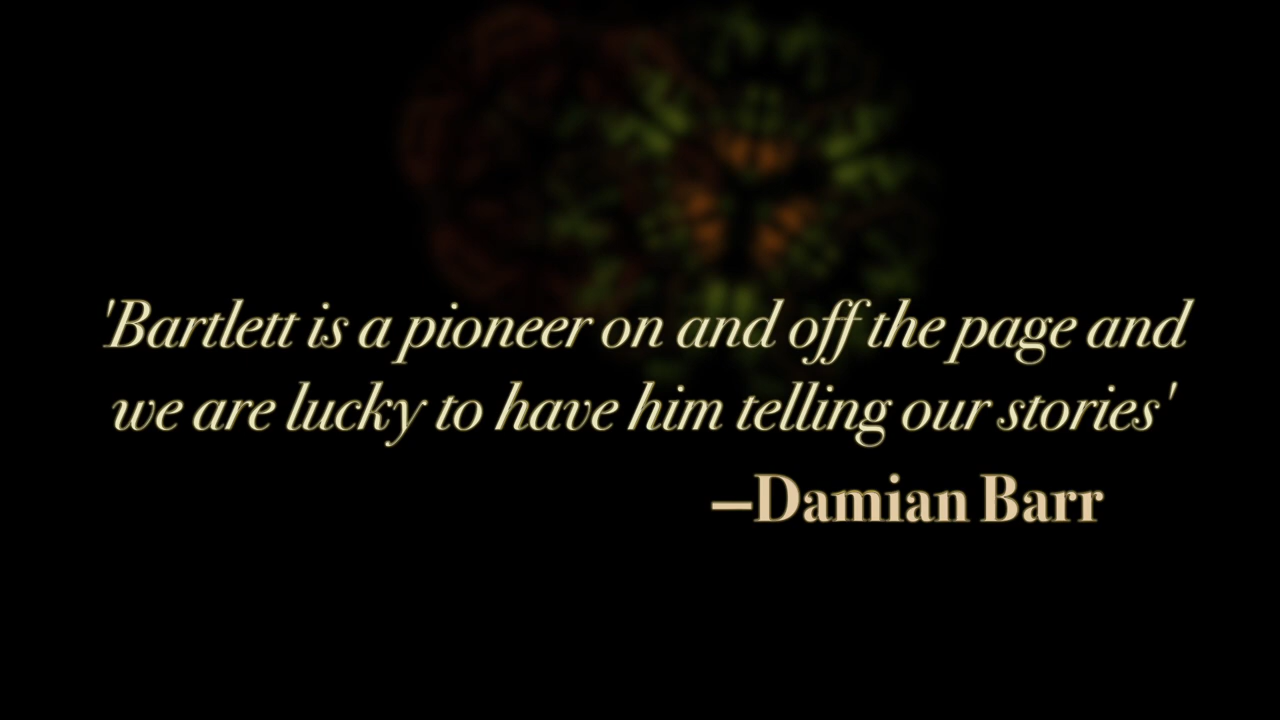 'Bartlett is a pioneer on and off the page and
we are lucky to have him telling our stories'
—Damian Barr